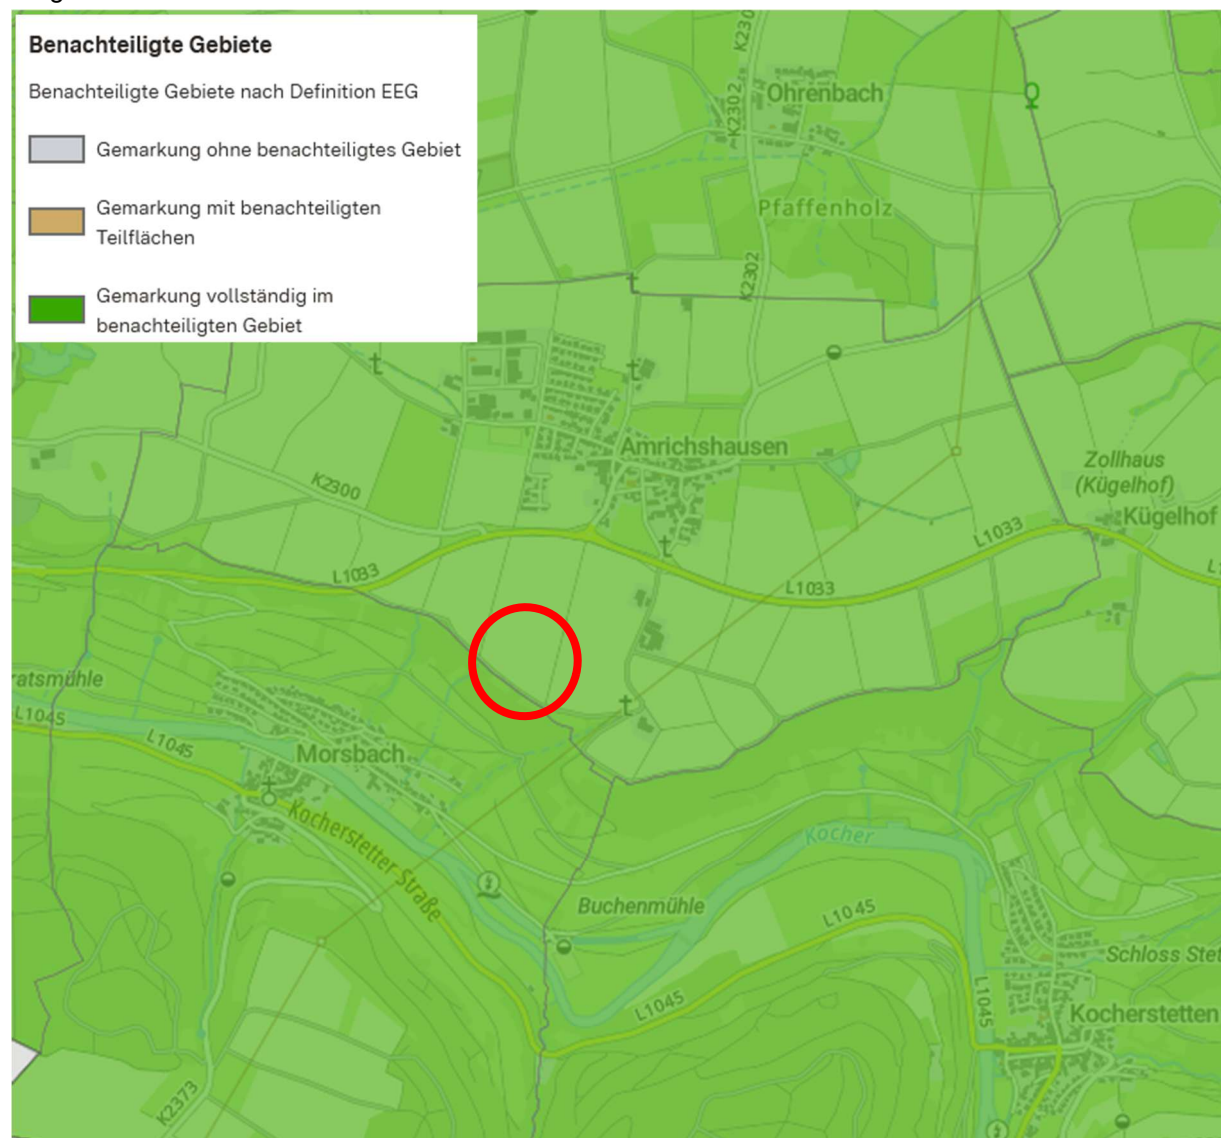 Benachteiligte Gebiete
Benachteiligte Gebiete nach Definition EEG
Gemarkung ohne benachteiligtes Gebiet
Gemarkung mit benachteiligten
Teilflächen
Gemarkung vollständig im
benachteiligten Gebiet
K230
Ohrenbach
K2302
Pfaffenholz
K2302
Amrichshausen
Zollhaus
(Kügelhof)
K2300
Kügelhof
L1033
L1033
L1033
ratsmühle
L1045
L1045
Morsbach
Kocherstetter Straße
Kocher
Buchenmühle
L1045
Schloss Stet
L1045
L1045
Kocherstetten
K2373